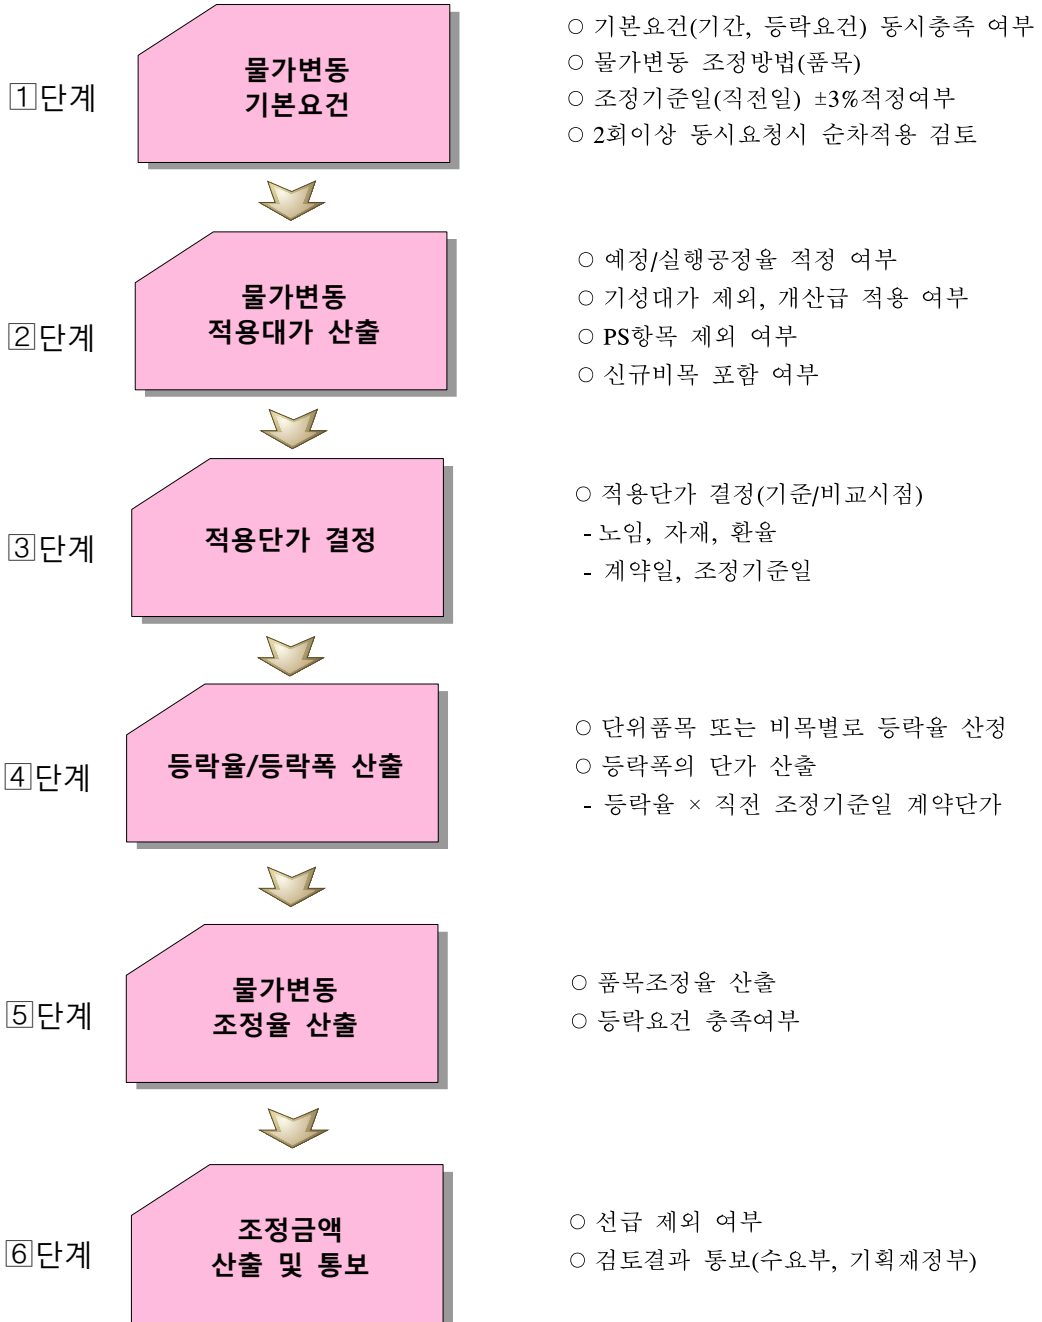 1단계
물가변동
기본요건
○ 기본요건(기간, 등락요건) 동시충족 여부
○ 물가변동 조정방법(품목)
○ 조정기준일(직전일) ±3%적정여부
○ 2회이상 동시요청시 순차적용 검토
2단계
물가변동
적용대가 산출
○ 예정/실행공정율 적정 여부
○ 기성대가 제외, 개산급 적용 여부
○ PS항목 제외 여부
○ 신규비목 포함 여부
3단계
적용단가 결정
○ 적용단가 결정(기준/비교시점)
- 노임, 자재, 환율
- 계약일, 조정기준일
4단계
등락율/등락폭 산출
○ 단위품목 또는 비목별로 등락율 산정
○ 등락폭의 단가 산출
- 등락율 × 직전 조정기준일 계약단가
5단계
물가변동
조정율 산출
○ 품목조정율 산출
○ 등락요건 충족여부
6단계
조정금액
산출 및 통보
○ 선급 제외 여부
○ 검토결과 통보(수요부, 기획재정부)